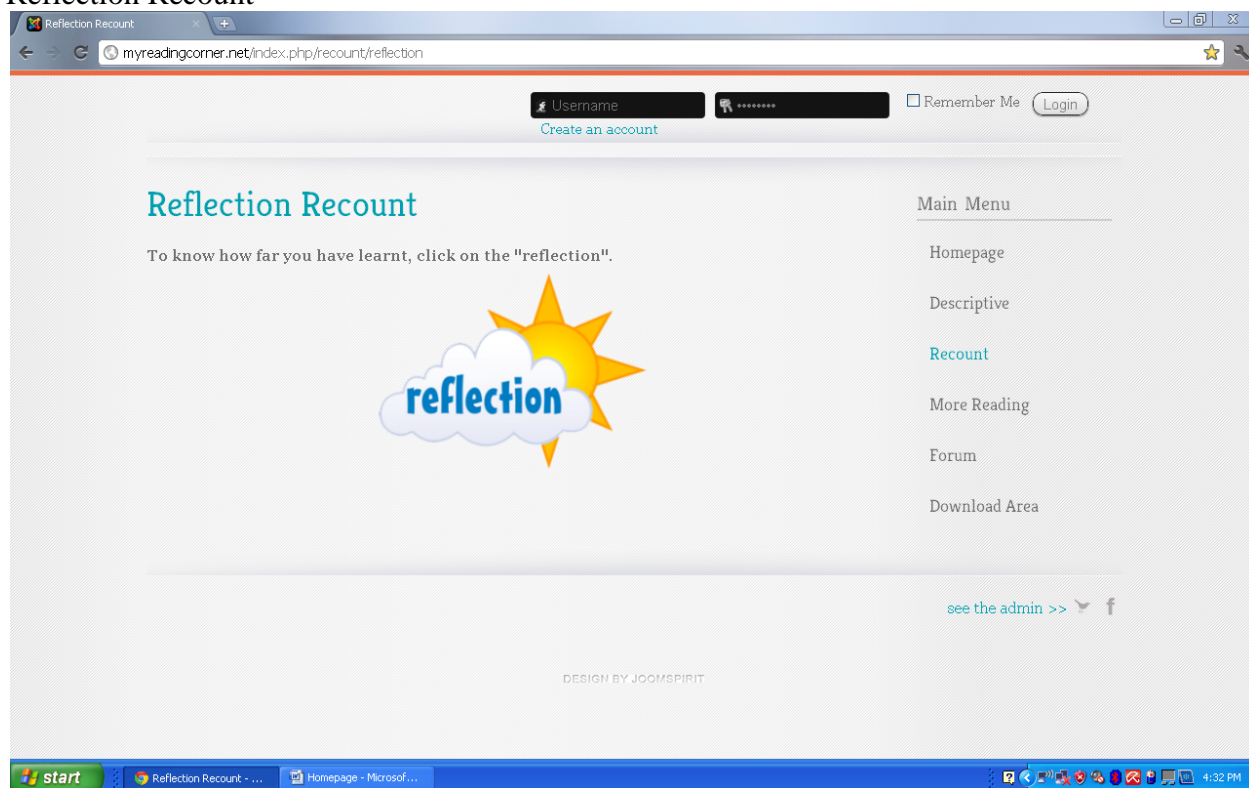 Reflection Recount
Reflection Recount
myreadingcorner.net/index.php/recount/reflection
Username
Remember Me
Login
Create an account
Reflection Recount
To know how far you have learnt, click on the "reflection".
reflection
Main Menu
Homepage
Descriptive
Recount
More Reading
Forum
Download Area
see the admin >>
DESIGN BY JOOMSPIRIT
start
Reflection Recount - ...
Homepage - Microsof...
4:32 PM